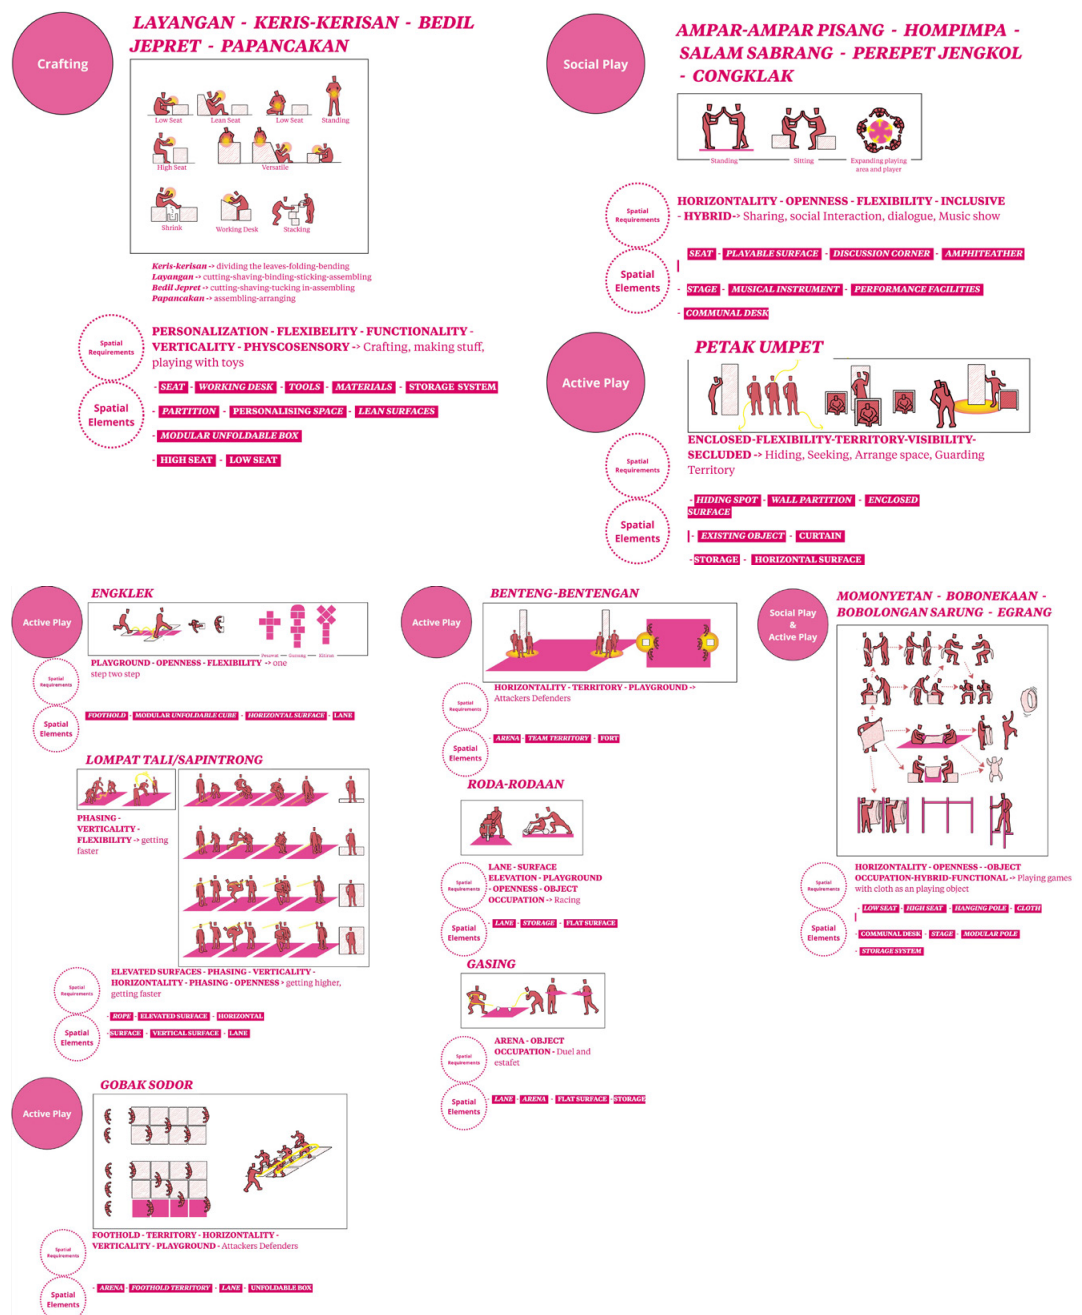 Crafting
LAYANGAN - KERIS-KERISAN - BEDIL
JEPRET - PAPANCAKAN
Low Seat Lean Seat Low Seat Standing
High Seat Versatile
Shrink Working Desk Stacking
Keris-kerisan -> dividing the leaves-folding-bending
Layangan -> cutting-shaving-binding-sticking-assembling
Bedil Jepret -> cutting-shaving-tucking in-assembling
Papancakan -> assembling-arranging
Spatial
Requirements
PERSONALIZATION - FLEXIBELITY - FUNCTIONALITY -
VERTICALITY - PHYSCOSENSORY -> Crafting, making stuff,
playing with toys
Spatial
Elements
- SEAT - WORKING DESK - TOOLS - MATERIALS - STORAGE SYSTEM
- PARTITION - PERSONALISING SPACE - LEAN SURFACES
- MODULAR UNFOLDABLE BOX
- HIGH SEAT - LOW SEAT
Social Play
AMPAR-AMPAR PISANG - HOMPIMPA -
SALAM SABRANG - PEREPET JENGKOL
- CONGKLAK
Standing Sitting Expanding playing
area and player
Spatial
Requirements
HORIZONTALITY - OPENNESS - FLEXIBILITY - INCLUSIVE
- HYBRID-> Sharing, social Interaction, dialogue, Music show
Spatial
Elements
SEAT - PLAYABLE SURFACE - DISCUSSION CORNER - AMPHITEATHER
|
STAGE - MUSICAL INSTRUMENT - PERFORMANCE FACILITIES
- COMMUNAL DESK
Active Play
PETAK UMPET
Spatial
Requirements
ENCLOSED-FLEXIBILITY-TERRITORY-VISIBILITY-
SECLUDED -> Hiding, Seeking, Arrange space, Guarding
Territory
Spatial
Elements
- HIDING SPOT - WALL PARTITION - ENCLOSED
SURFACE
|- EXISTING OBJECT - CURTAIN
-STORAGE - HORIZONTAL SURFACE
Active Play
ENGKLEK
Pesawat Gunung Kitiran
Spatial
Requirements
PLAYGROUND - OPENNESS - FLEXIBILITY -> one
step two step
Spatial
Elements
FOOTHOLD - MODULAR UNFOLDABLE CUBE - HORIZONTAL SURFACE - LANE
LOMPAT TALI/SAPINTRONG
PHASING -
VERTICALITY -
FLEXIBILITY -> getting
faster
Spatial
Requirements
ELEVATED SURFACES - PHASING - VERTICALITY -
HORIZONTALITY - PHASING - OPENNESS > getting higher,
getting faster
Spatial
Elements
- ROPE - ELEVATED SURFACE - HORIZONTAL
-SURFACE - VERTICAL SURFACE - LANE
Active Play
GOBAK SODOR
Spatial
Requirements
FOOTHOLD - TERRITORY - HORIZONTALITY -
VERTICALITY - PLAYGROUND - Attackers Defenders
Spatial
Elements
- ARENA - FOOTHOLD TERRITORY - LANE - UNFOLDABLE BOX
Active Play
BENTENG-BENTENGAN
Spatial
Requirements
HORIZONTALITY - TERRITORY - PLAYGROUND ->
Attackers Defenders
Spatial
Elements
- ARENA - TEAM TERRITORY - FORT
RODA-RODAAN
Spatial
Requirements
LANE - SURFACE
ELEVATION - PLAYGROUND
- OPENNESS - OBJECT
OCCUPATION -> Racing
Spatial
Elements
LANE - STORAGE - FLAT SURFACE
GASING
Spatial
Requirements
ARENA - OBJECT
OCCUPATION - Duel and
estafet
Spatial
Elements
- LANE - ARENA - FLAT SURFACE -STORAGE
Social Play
&
Active Play
MOMONYETAN - BOBONEKAAN -
BOBOLONGAN SARUNG - EGRANG
Spatial
Requirements
HORIZONTALITY - OPENNESS - -OBJECT
OCCUPATION-HYBRID-FUNCTIONAL -> Playing games
with cloth as an playing object
Spatial
Elements
- LOW SEAT - HIGH SEAT - HANGING POLE - CLOTH
|
- COMMUNAL DESK - STAGE - MODULAR POLE
- STORAGE SYSTEM